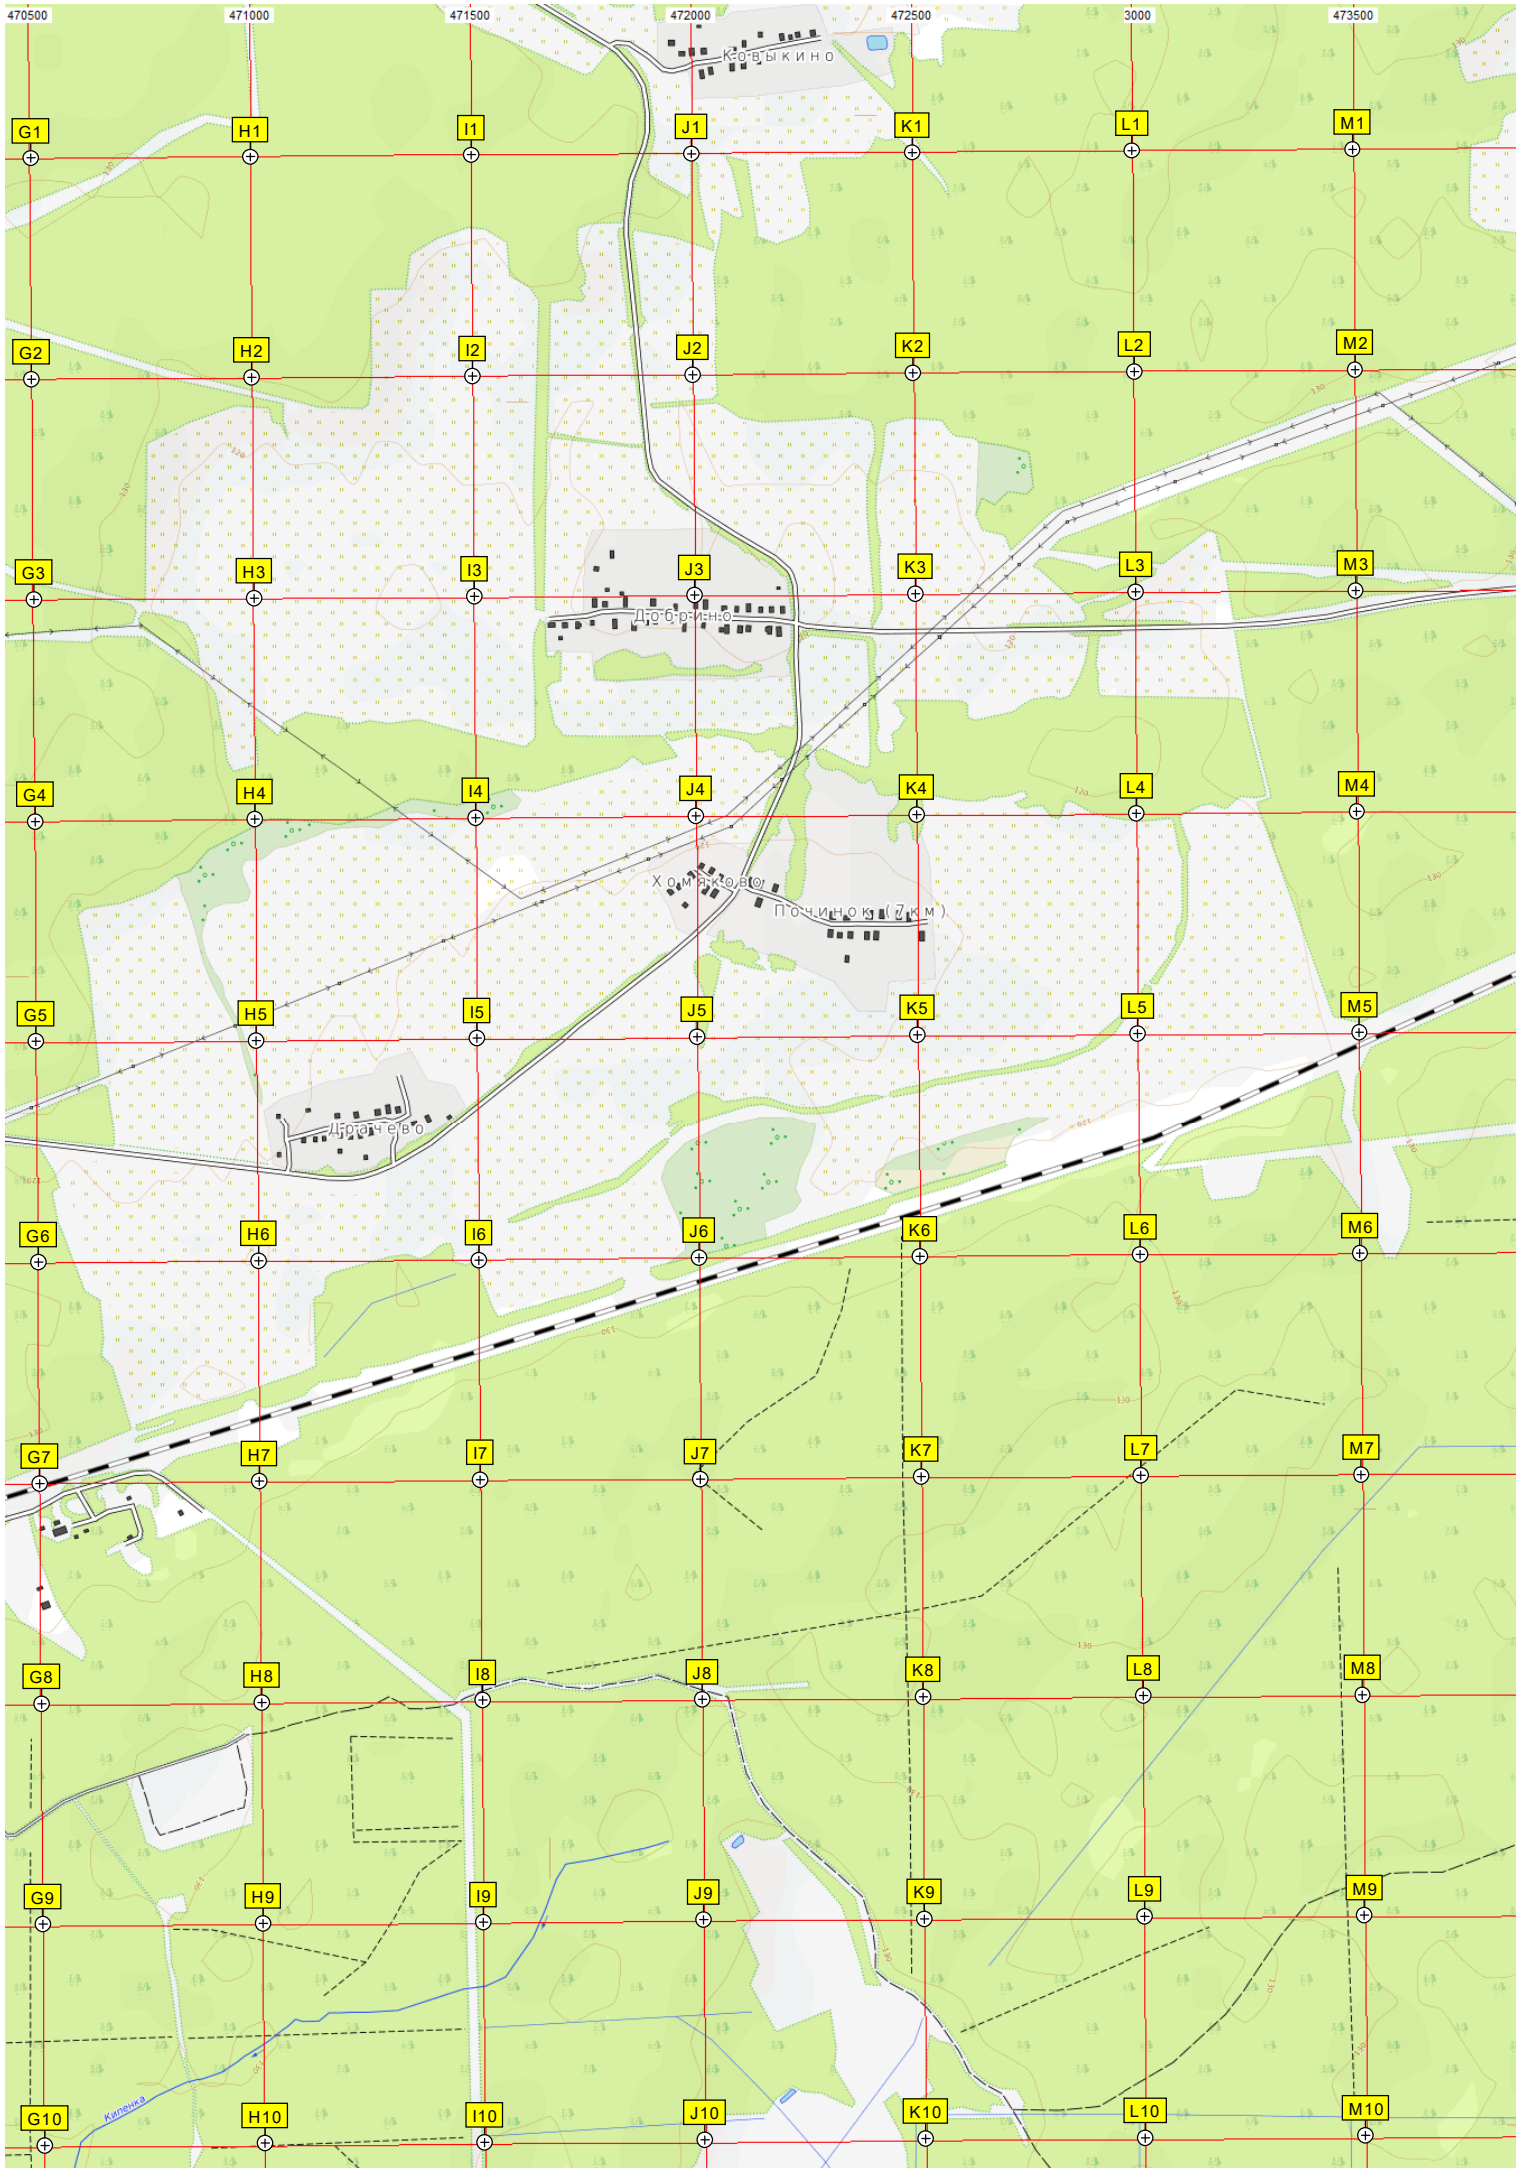 470500 471000 471500 472000 472500 3000 473500
Ковыкино
G1 H1 I1 J1 K1 L1 M1
G2 H2 I2 J2 K2 L2 M2
G3 H3 I3 J3 K3 L3 M3
Добрино
G4 H4 I4 J4 K4 L4 M4
Хомяково
Починок (7км)
G5 H5 I5 J5 K5 L5 M5
Драчево
G6 H6 I6 J6 K6 L6 M6
G7 H7 I7 J7 K7 L7 M7
G8 H8 I8 J8 K8 L8 M8
G9 H9 I9 J9 K9 L9 M9
Кипенка
G10 H10 I10 J10 K10 L10 M10